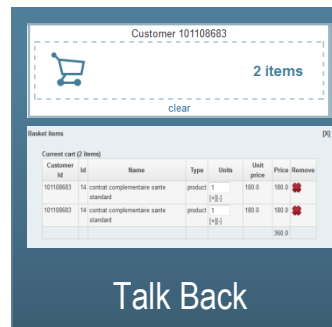 Customer 101108683
2 items
clear
Basket Items [X]
Current cart (2 items)
Customer Id Id Name Type Units Unit price Price Remove
101108683 14 contrat complementaire sante standard product 1 [+][-] 180.0 180.0
101108683 14 contrat complementaire sante standard product 1 [+][-] 180.0 180.0
360.0
Talk Back